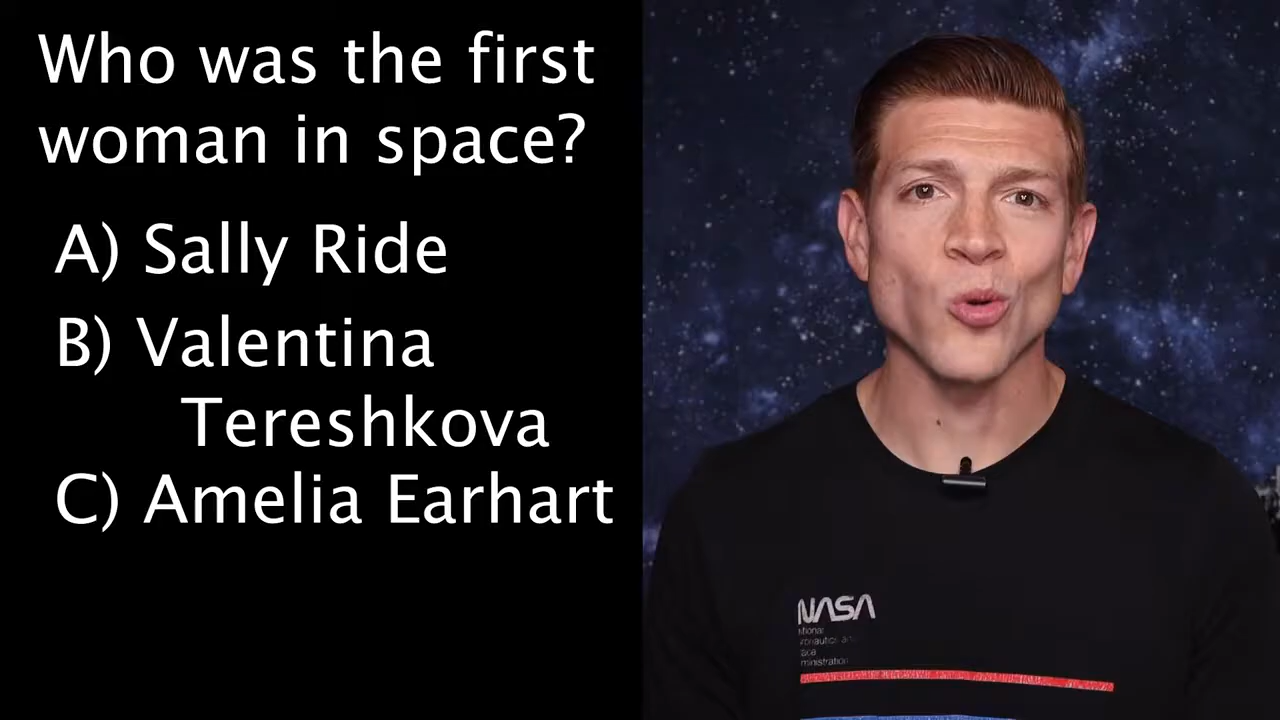 Who was the first
woman in space?
A) Sally Ride
B) Valentina
Tereshkova
C) Amelia Earhart
NASA